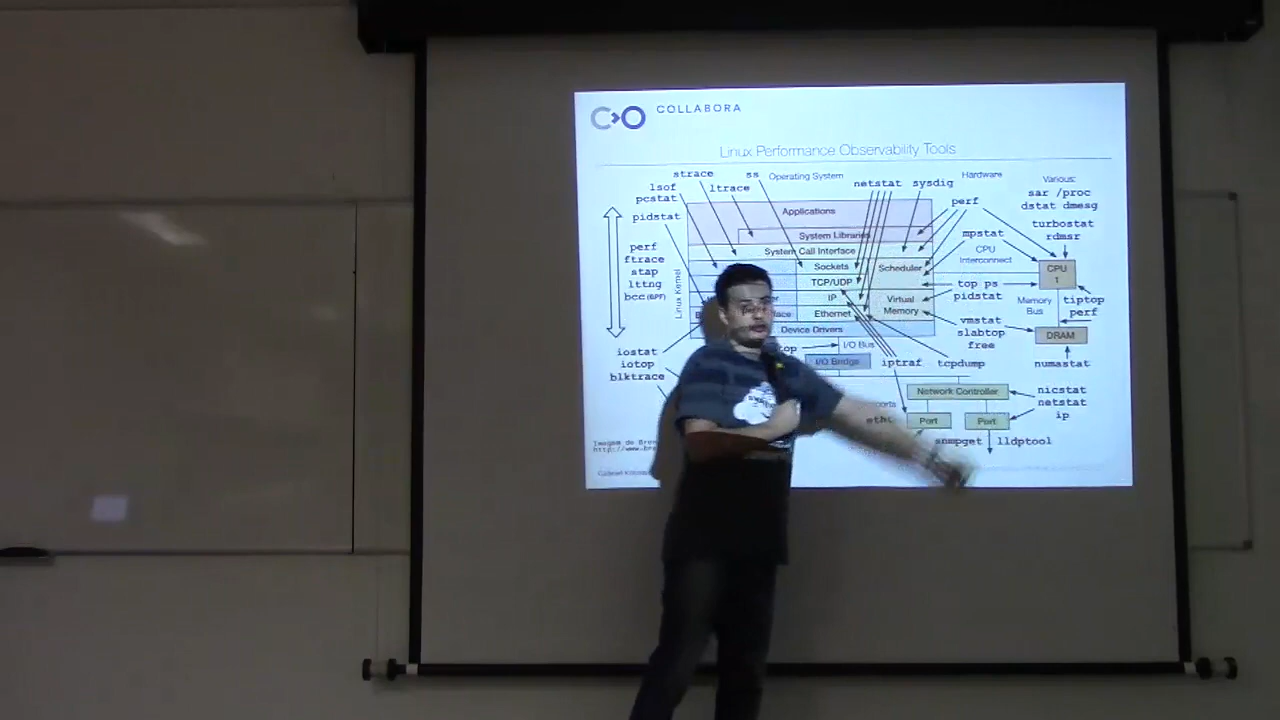 COLLABORA
Linux Performance Observability Tools
strace
ss
Operating System
netstat
sysdig
Hardware
Various:
lsof
ltrace
sar /proc
pcstat
perf
dstat dmesg
pidstat
Applications
turbostat
System Libraries
mpstat
rdmsr
perf
System Call Interface
CPU
ftrace
Sockets
Scheduler
Interconnect
CPU
stap
TCP/UDP
1
lttng
top ps
bcc (BPF)
Linux Kernel
IP
Virtual
pidstat
Memory
tiptop
Ethernet
Memory
Bus
perf
Device Drivers
vmstat
slabtop
DRAM
iostat
I/O Bus
free
iotop
I/O Bridge
iptraf
tcpdump
numastat
blktrace
Network Controller
nicstat
netstat
Port
Port
ip
snmpget
lldptool